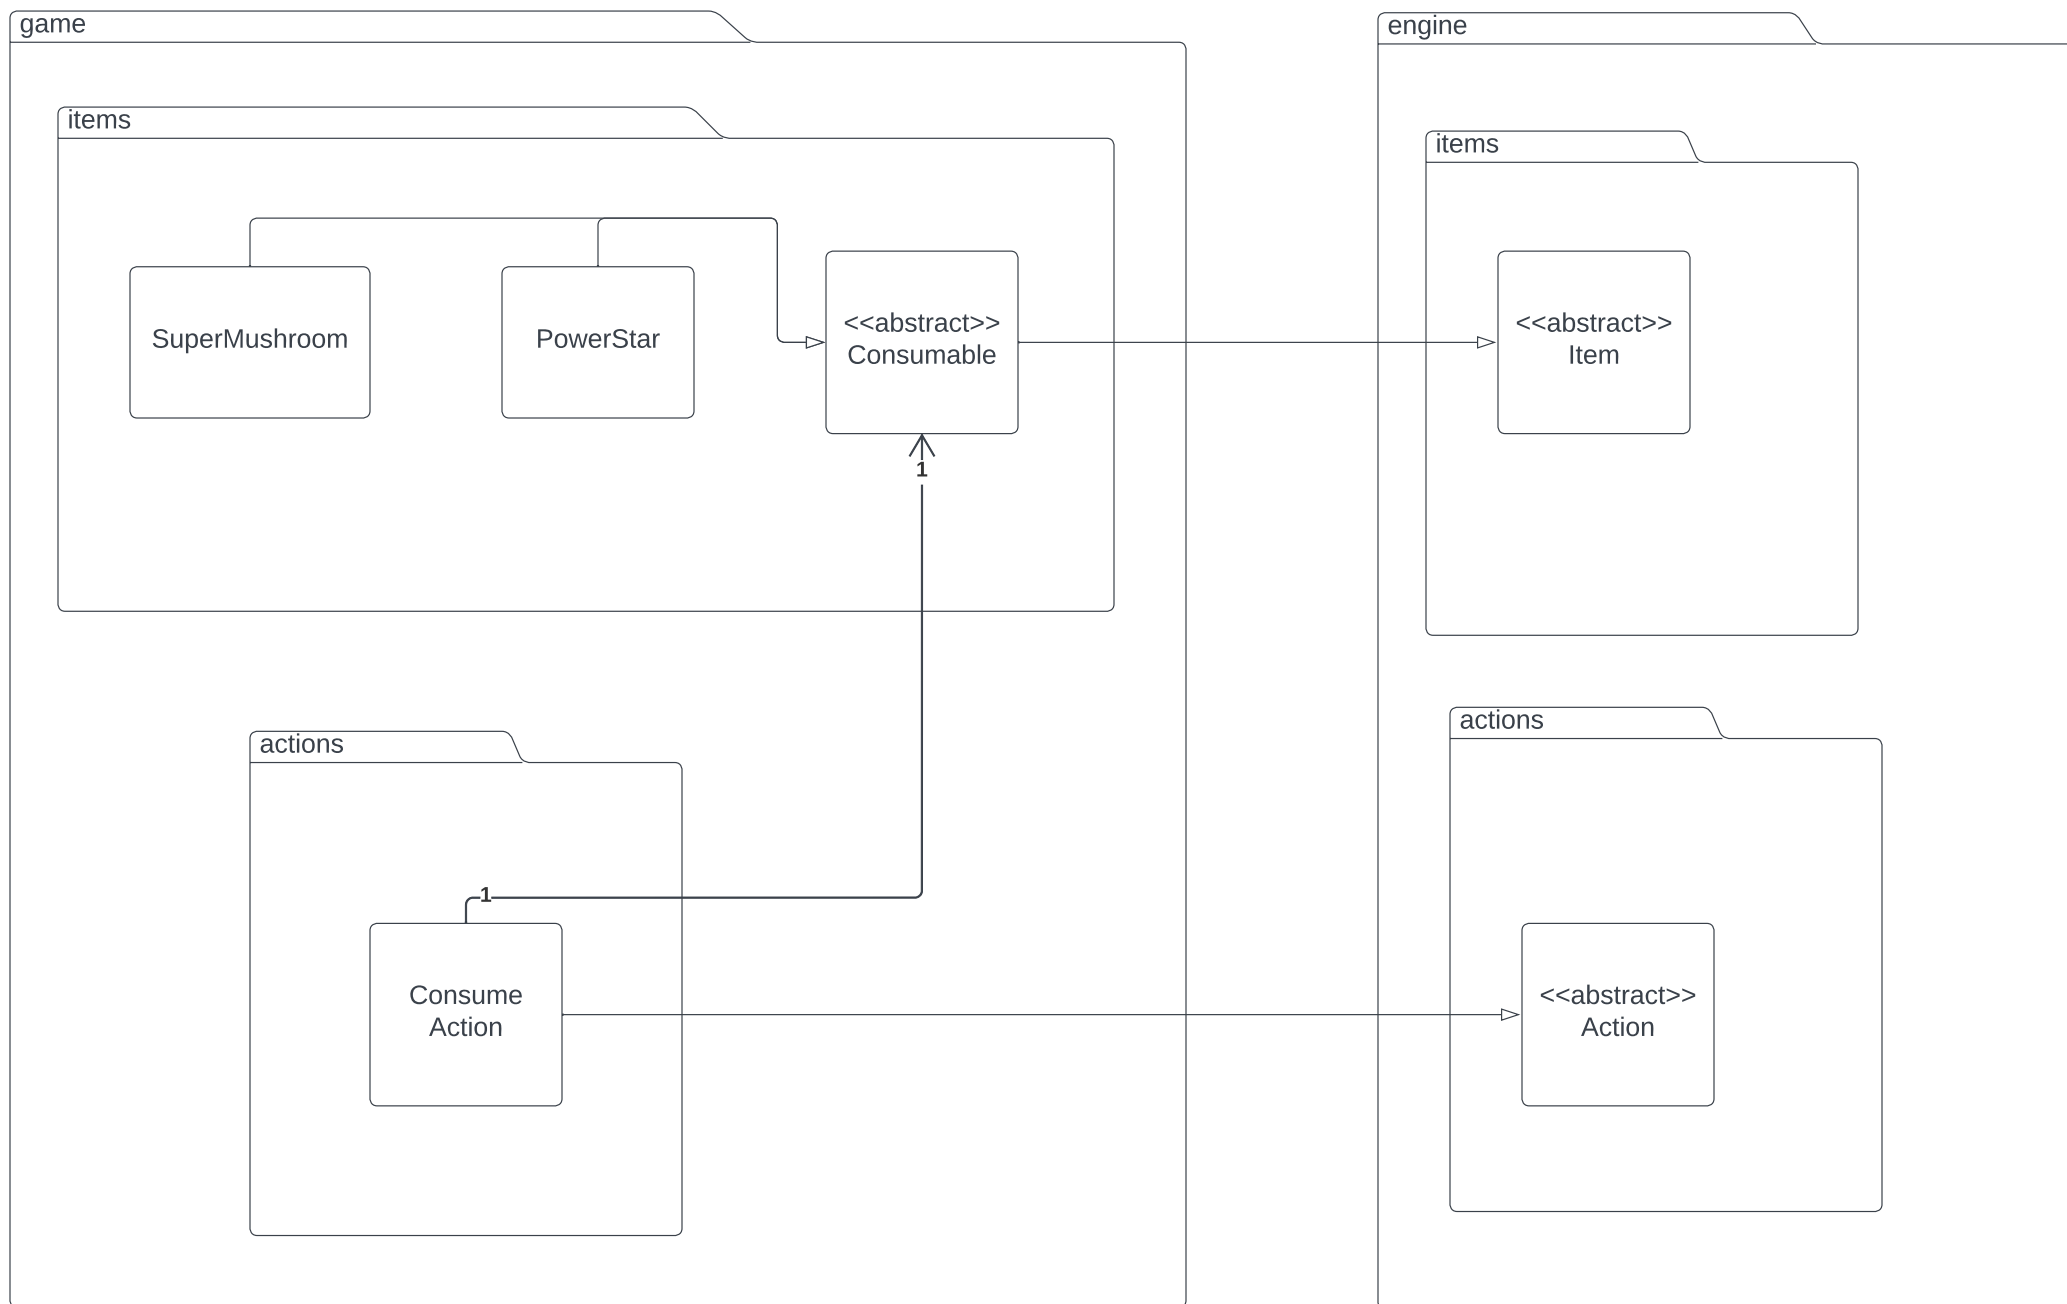 game
engine
items
items
SuperMushroom
PowerStar
<<abstract>>
Consumable
<<abstract>>
Item
1
actions
actions
1
Consume
Action
<<abstract>>
Action